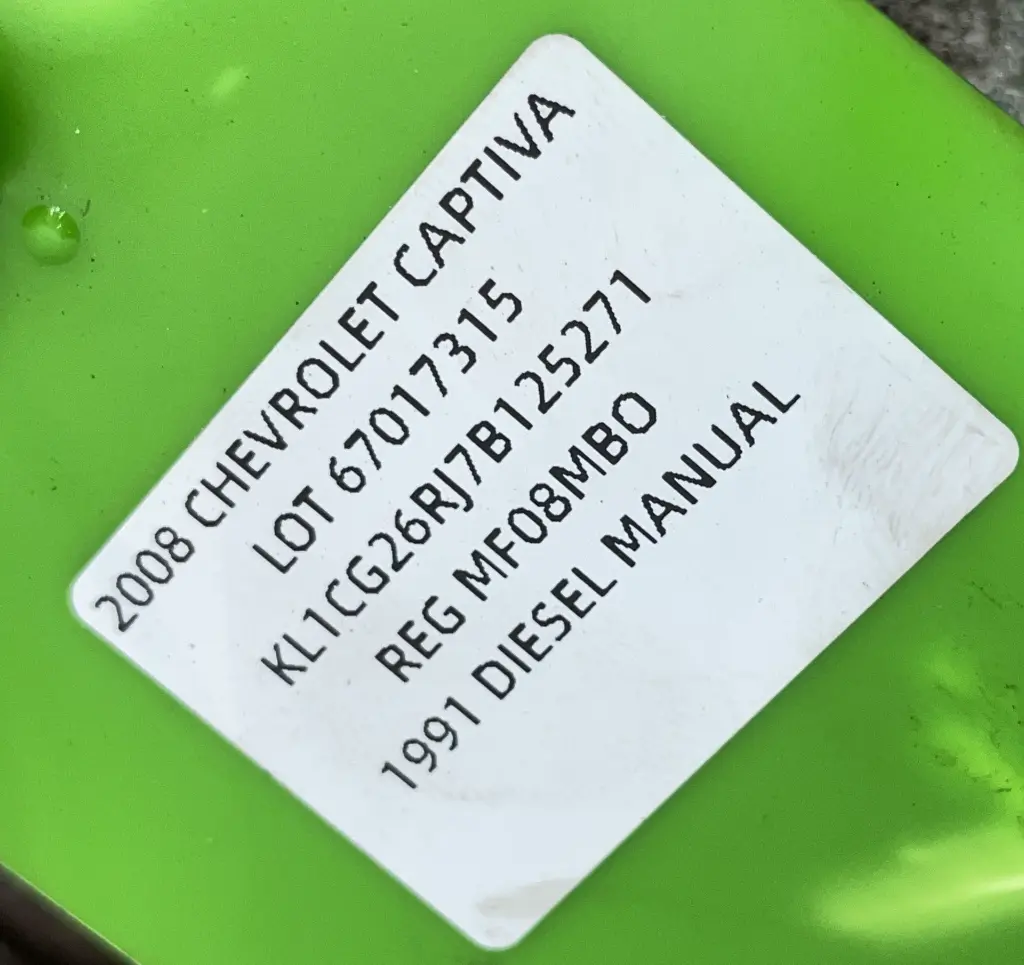 2008 CHEVROLET CAPTIVA
LOT 67017315
KL1CG26RJ7B125271
REG MF08MBO
1991 DIESEL MANUAL